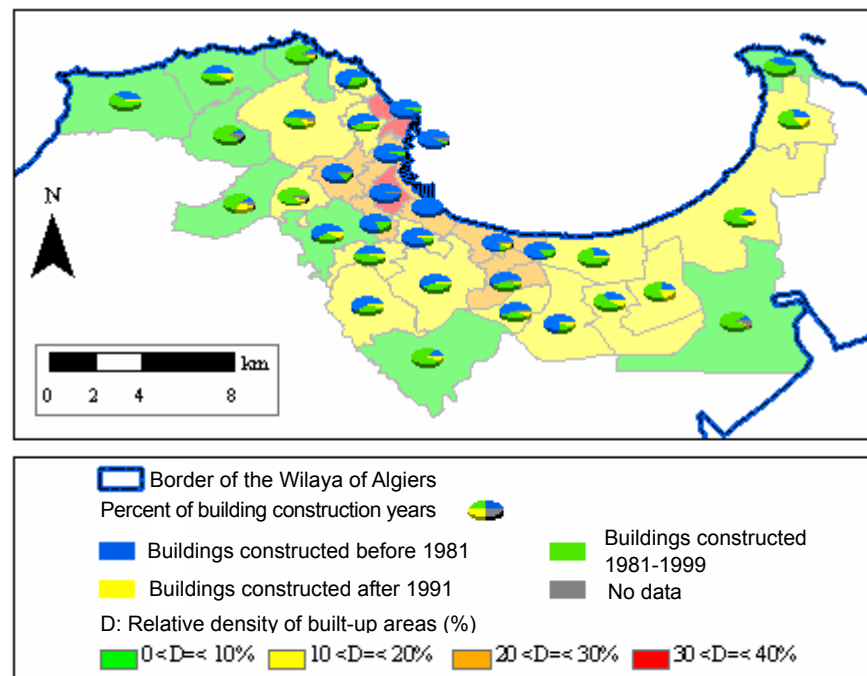 N
km
0 2 4 8
Border of the Wilaya of Algiers
Percent of building construction years
Buildings constructed before 1981
Buildings constructed
1981-1999
Buildings constructed after 1991
No data
D: Relative density of built-up areas (%)
0 <D=< 10% 10 <D=< 20% 20 <D=< 30% 30 <D=< 40%